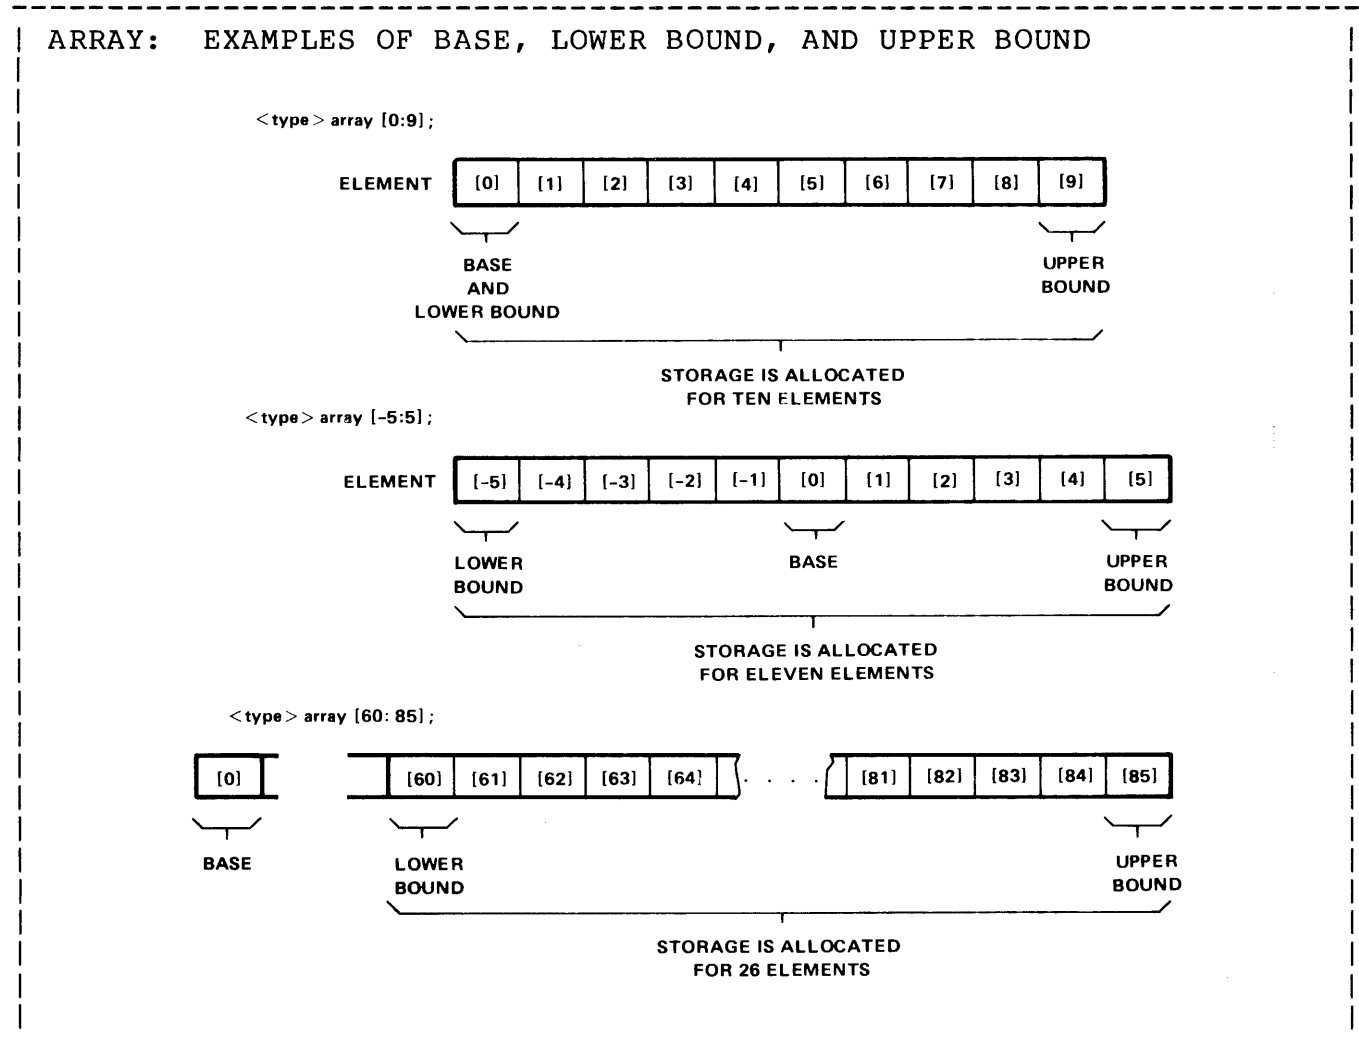 ARRAY: EXAMPLES OF BASE, LOWER BOUND, AND UPPER BOUND
<type> array [0:9];
ELEMENT [0] [1] [2] [3] [4] [5] [6] [7] [8] [9]
BASE
AND
LOWER BOUND
UPPER
BOUND
STORAGE IS ALLOCATED
FOR TEN ELEMENTS
<type> array [-5:5];
ELEMENT [-5] [-4] [-3] [-2] [-1] [0] [1] [2] [3] [4] [5]
LOWER
BOUND
BASE
UPPER
BOUND
STORAGE IS ALLOCATED
FOR ELEVEN ELEMENTS
<type> array [60:85];
[0] [60] [61] [62] [63] [64] . . . . [81] [82] [83] [84] [85]
BASE
LOWER
BOUND
UPPER
BOUND
STORAGE IS ALLOCATED
FOR 26 ELEMENTS